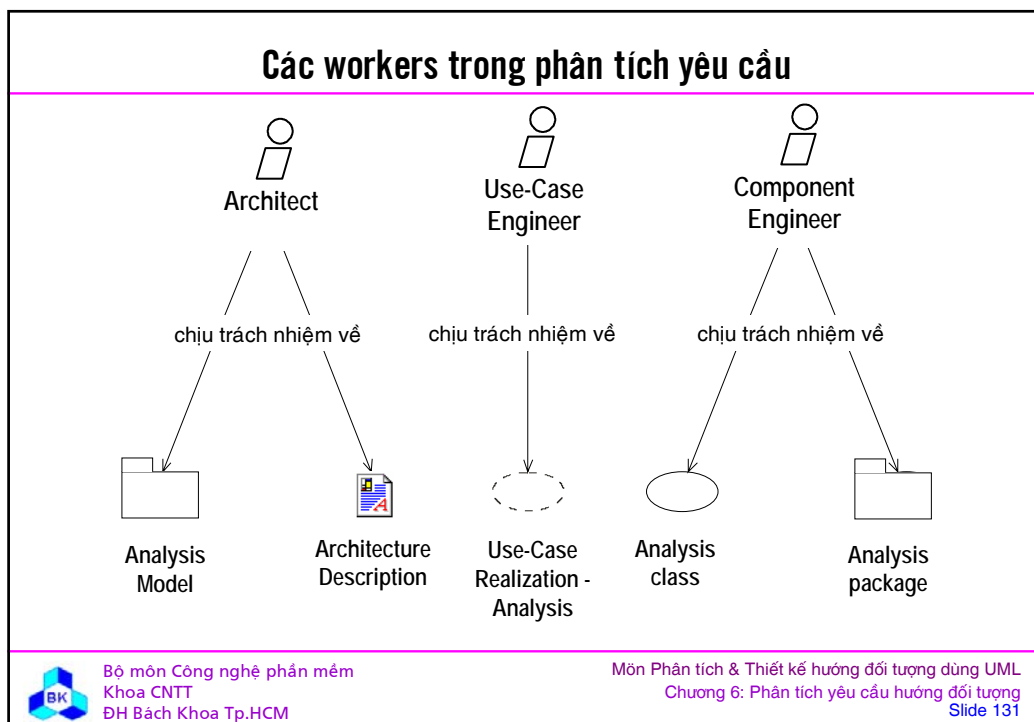 Các workers trong phân tích yêu cầu
Architect
Use-Case
Engineer
Component
Engineer
chịu trách nhiệm về
chịu trách nhiệm về
chịu trách nhiệm về
Analysis
Model
Architecture
Description
Use-Case
Realization -
Analysis
Analysis
class
Analysis
package
BK
Bộ môn Công nghệ phần mềm
Khoa CNTT
ĐH Bách Khoa Tp.HCM
Môn Phân tích & Thiết kế hướng đối tượng dùng UML
Chương 6: Phân tích yêu cầu hướng đối tượng
Slide 131